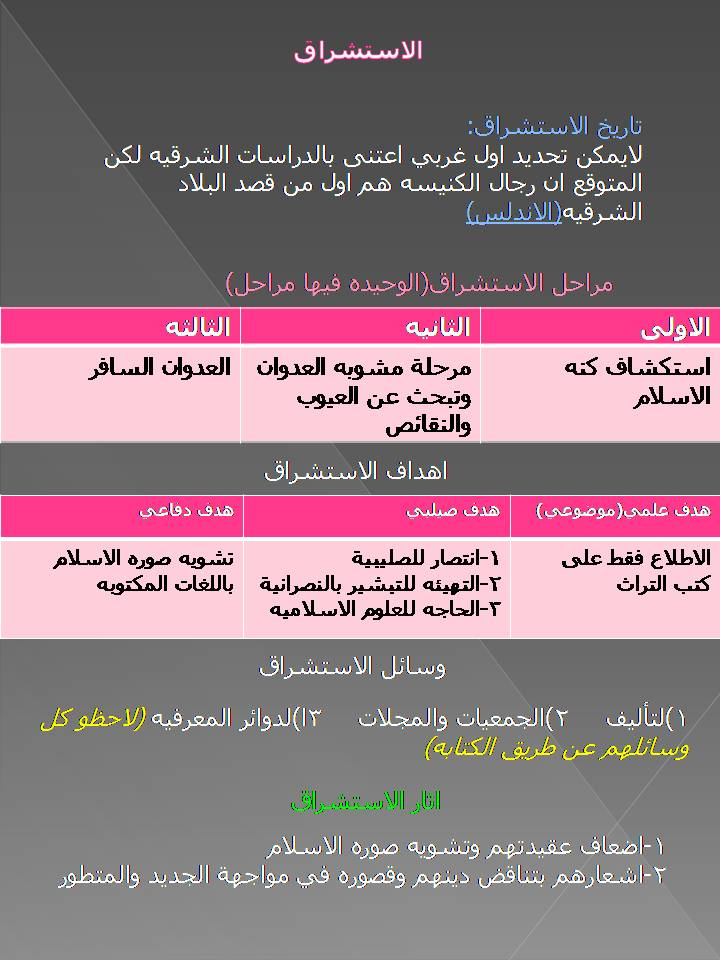 الاستشراق
تاريخ الاستشراق:
لايمكن تحديد اول غربي اعتنى بالدراسات الشرقيه لكن
المتوقع ان رجال الكنيسه هم اول من قصد البلاد
الشرقيه(الاندلس)
مراحل الاستشراق(الوحيده فيها مراحل)
الاولى
الثانيه
الثالثه
استكشاف كنه
الاسلام
مرحلة مشوبه العدوان
وتبحث عن العيوب
والنقائص
العدوان السافر
اهداف الاستشراق
هدف علمي(موضوعي)
هدف صيلبي
هدف دفاعي
الاطلاع فقط على
كتب التراث
١-انتصار للصليبية
٢-التهيئه للتيشير بالنصرانية
٣-الحاجه للعلوم الاسلاميه
تشويه صوره الاسلام
باللغات المكتوبه
وسائل الاستشراق
١)لتأليف ٢)الجمعيات والمجلات ٣ا)لدوائر المعرفيه (لاحظو كل
وسائلهم عن طريق الكتابه)
اثار الاستشراق
١-اضعاف عقيدتهم وتشويه صوره الاسلام
٢-اشعارهم بتناقض دينهم وقصوره في مواجهة الجديد والمتطور